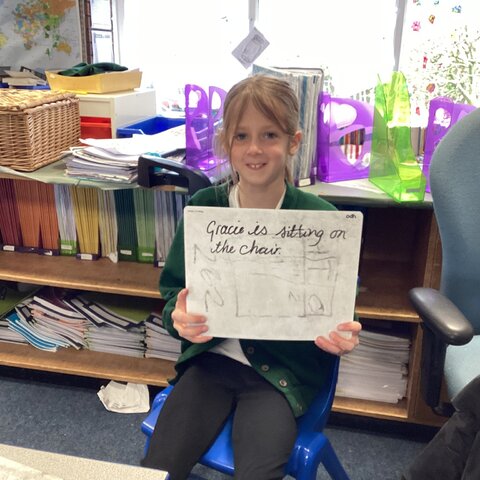 Gracie is sitting on
the chair.